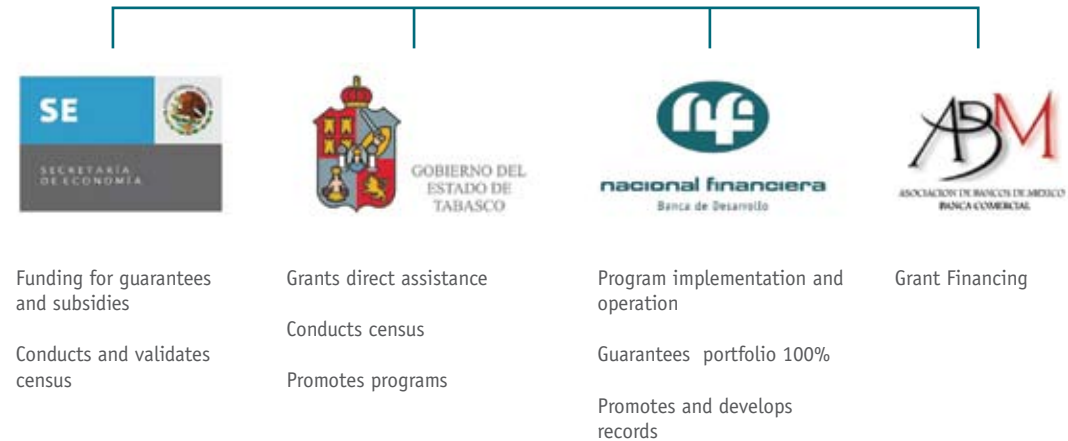 SE
SECRETARÍA
DE ECONOMÍA
GOBIERNO DEL
ESTADO DE
TABASCO
nf
nacional financiera
Banca de Desarrollo
ABM
ASOCIACION DE BANCOS DE MEXICO
BANCA COMERCIAL
Funding for guarantees
and subsidies
Conducts and validates
census
Grants direct assistance
Conducts census
Promotes programs
Program implementation and
operation
Guarantees  portfolio 100%
Promotes and develops
records
Grant Financing